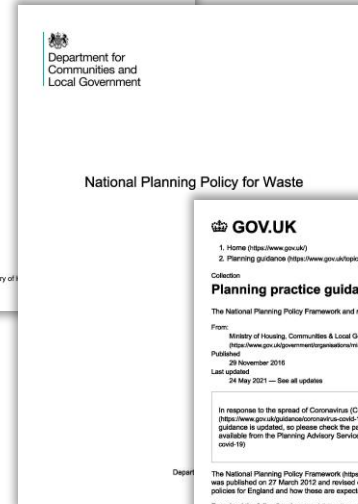 Department for
Communities and
Local Government
National Planning Policy for Waste
ry of
Depart
GOV.UK
1. Home (https://www.gov.uk/)
2. Planning guidance (https://www.gov.uk/topic
Collection
Planning practice guida
The National Planning Policy Framework and
From:
Ministry of Housing, Communities & Local G
(https://www.gov.uk/government/organisations/mi
Published
29 November 2016
Last updated
24 May 2021 — See all updates
In response to the spread of Coronavirus (C
(https://www.gov.uk/guidance/coronavirus-covid-
guidance is updated, so please check the pa
available from the Planning Advisory Service
covid-19)
The National Planning Policy Framework (https
was published on 27 March 2012 and revised
policies for England and how these are expect